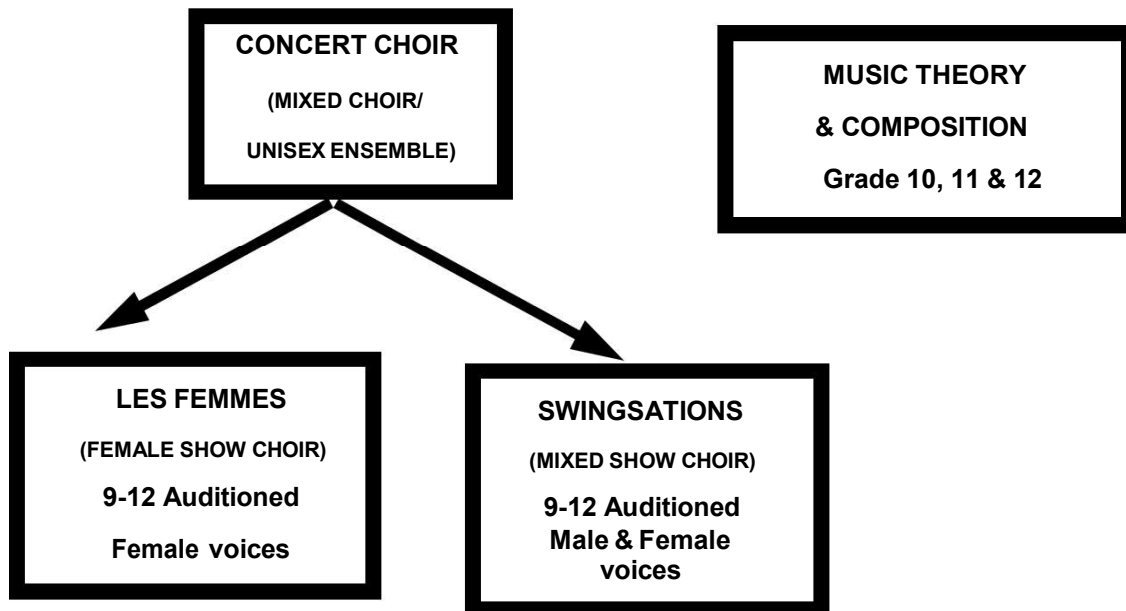 CONCERT CHOIR
(MIXED CHOIR/
UNISEX ENSEMBLE)
MUSIC THEORY
& COMPOSITION
Grade 10, 11 & 12
LES FEMMES
(FEMALE SHOW CHOIR)
9-12 Auditioned
Female voices
SWINGSATIONS
(MIXED SHOW CHOIR)
9-12 Auditioned
Male & Female
voices